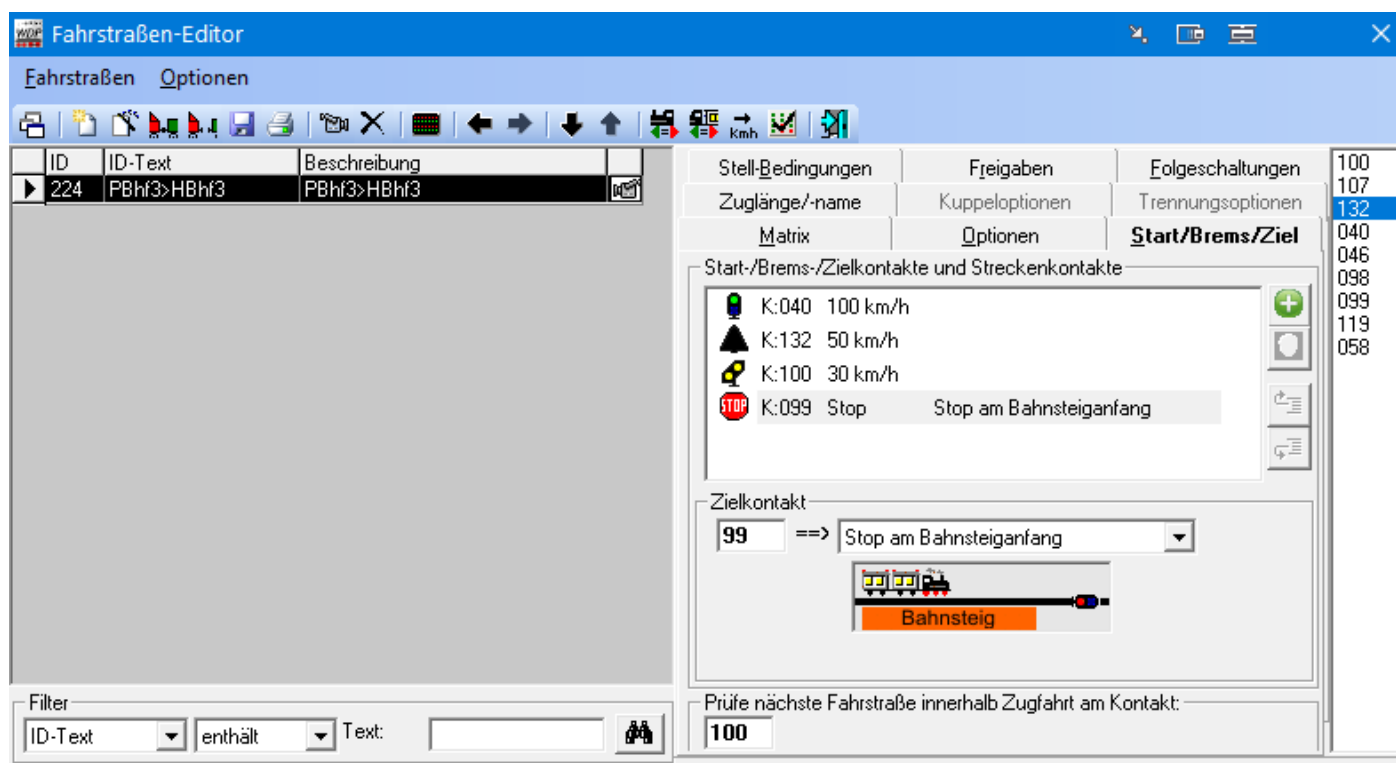 Fahrstraßen-Editor
Fahrstraßen Optionen
Kmh
ID ID-Text Beschreibung
224 PBhf3>HBhf3 PBhf3>HBhf3
Stell-Bedingungen Freigaben Folgeschaltungen
Zuglänge/-name Kuppeloptionen Trennungsoptionen
Matrix Optionen Start/Brems/Ziel
Start-/Brems-/Zielkontakte und Streckenkontakte
K:040 100 km/h
K:132 50 km/h
K:100 30 km/h
STOP K:099 Stop Stop am Bahnsteiganfang
Zielkontakt
99 ==> Stop am Bahnsteiganfang
Bahnsteig
Prüfe nächste Fahrstraße innerhalb Zugfahrt am Kontakt:
100
100
107
132
040
046
098
099
119
058
Filter
ID-Text enthält Text: